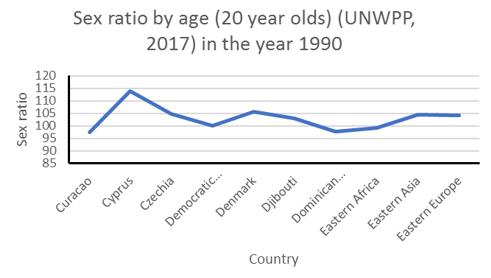 Sex ratio by age (20 year olds) (UNWPP,
2017) in the year 1990
Sex ratio
120
115
110
105
100
95
90
85
Curacao
Cyprus
Czechia
Democratic...
Denmark
Djibouti
Dominican...
Eastern Africa
Eastern Asia
Eastern Europe
Country